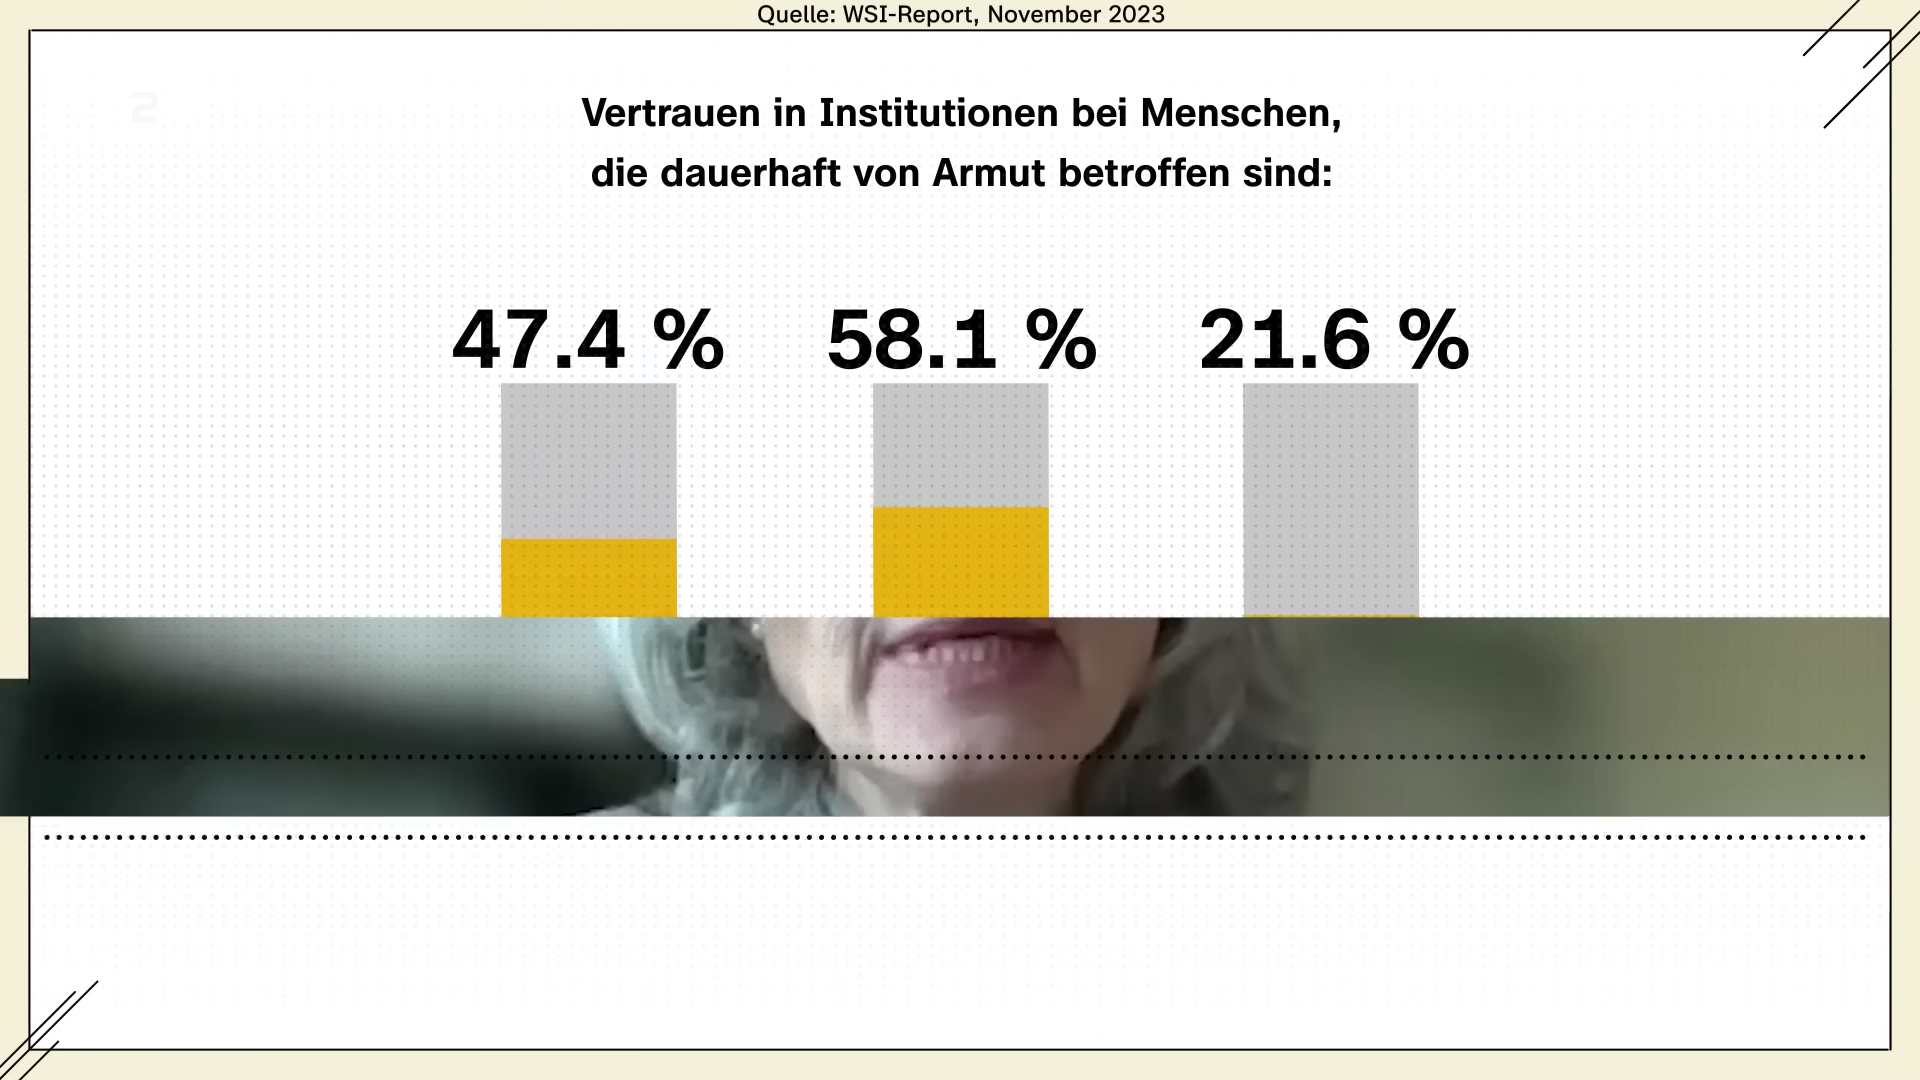 Quelle: WSI-Report, November 2023
2
Vertrauen in Institutionen bei Menschen,
die dauerhaft von Armut betroffen sind:
47.4 % 58.1 % 21.6 %